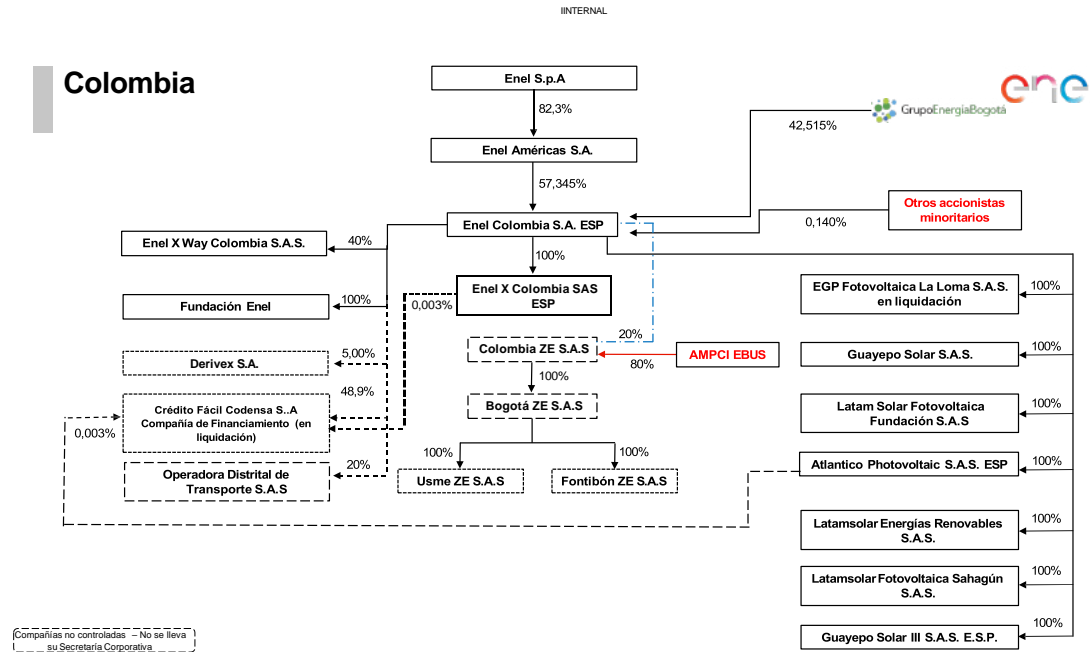 IINTERNAL
Colombia
Enel S.p.A
82,3%
GrupoEnergíaBogotá
enel
42,515%
Enel Américas S.A.
57,345%
Otros accionistas
minoritarios
0,140%
Enel Colombia S.A. ESP
Enel X Way Colombia S.A.S.
40%
100%
Enel X Colombia SAS
ESP
EGP Fotovoltaica La Loma S.A.S.
en liquidación
100%
Fundación Enel
100%
0,003%
20%
Colombia ZE S.A.S
80%
AMPCI EBUS
Guayepo Solar S.A.S.
100%
Derivex S.A.
5,00%
100%
48,9%
Bogotá ZE S.A.S
Latam Solar Fotovoltaica
Fundación S.A.S
100%
Crédito Fácil Codensa S..A
Compañía de Financiamiento (en
liquidación)
0,003%
100%
100%
Atlantico Photovoltaic S.A.S. ESP
100%
Operadora Distrital de
Transporte S.A.S
20%
Usme ZE S.A.S
Fontibón ZE S.A.S
Latamsolar Energías Renovables
S.A.S.
100%
Latamsolar Fotovoltaica Sahagún
S.A.S.
100%
Guayepo Solar III S.A.S. E.S.P.
100%
Compañías no controladas – No se lleva
su Secretaría Corporativa